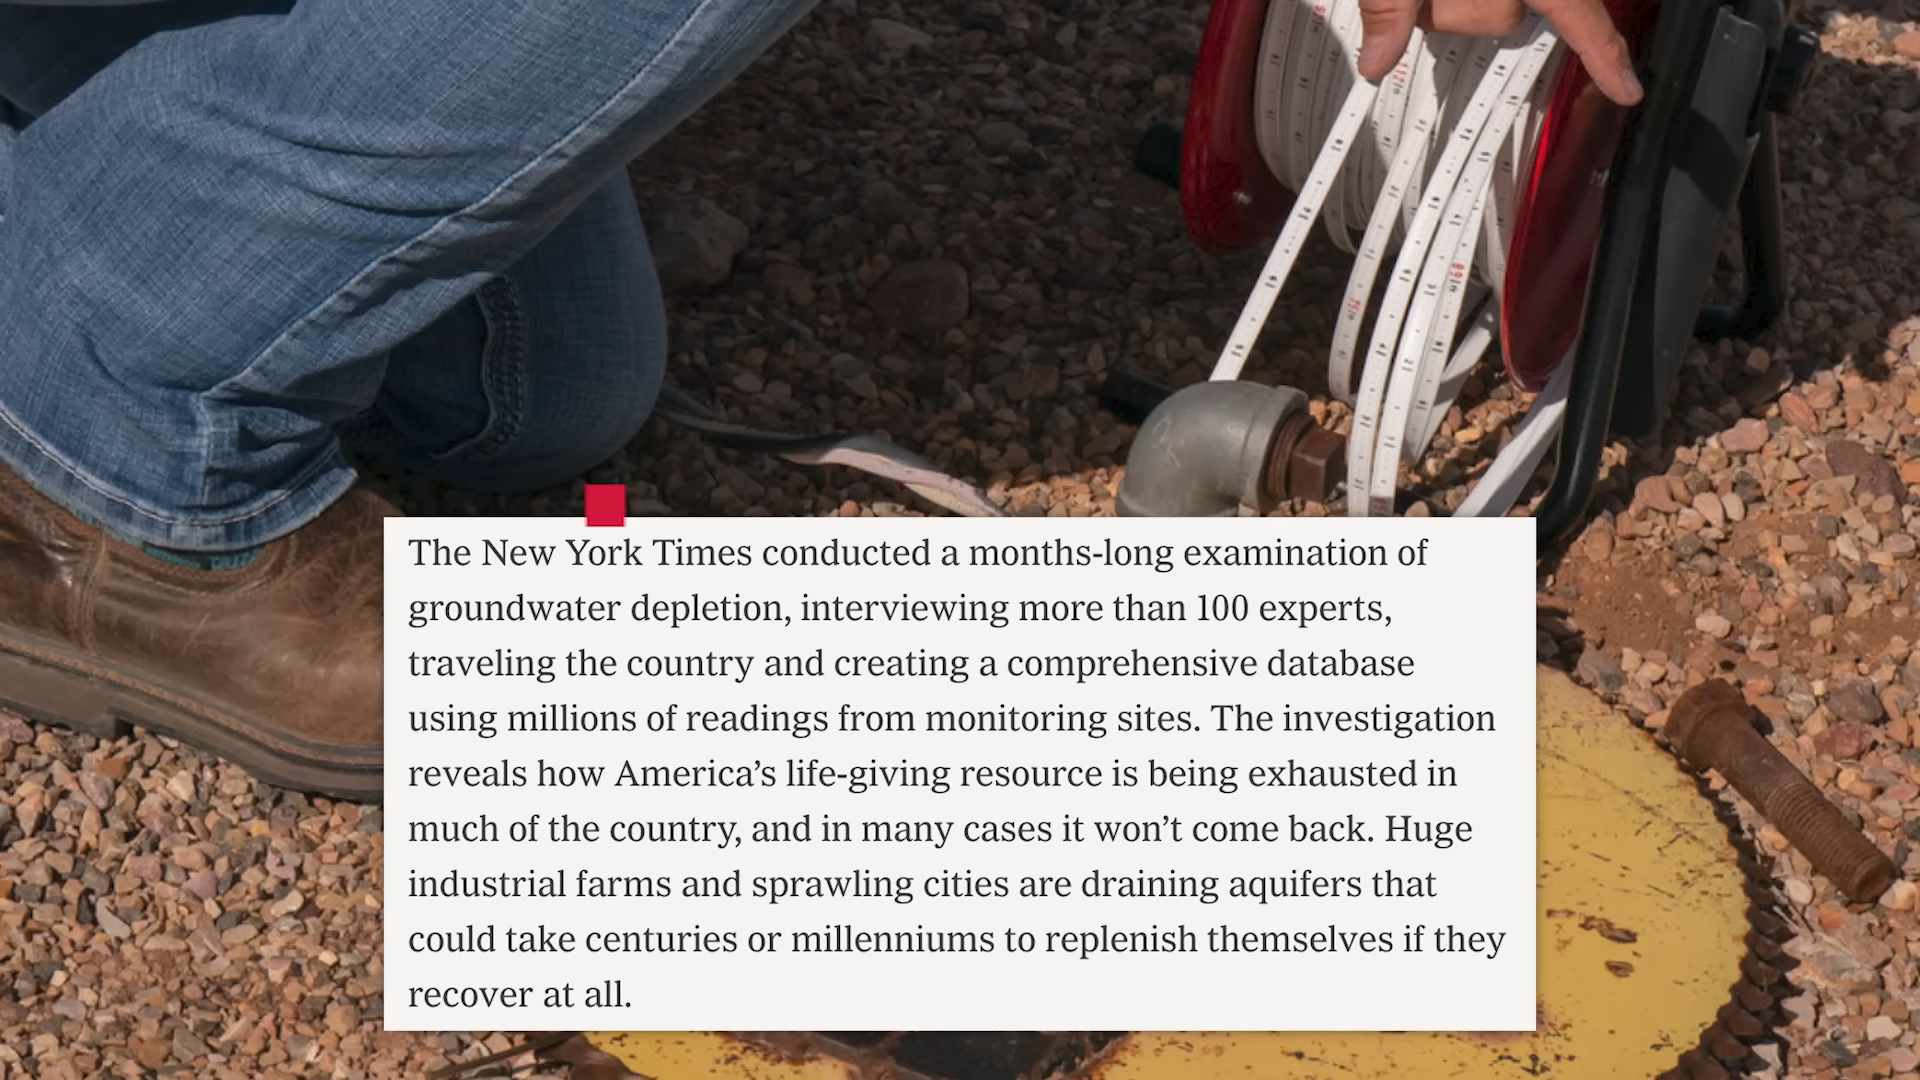 The New York Times conducted a months-long examination of
groundwater depletion, interviewing more than 100 experts,
traveling the country and creating a comprehensive database
using millions of readings from monitoring sites. The investigation
reveals how America’s life-giving resource is being exhausted in
much of the country, and in many cases it won’t come back. Huge
industrial farms and sprawling cities are draining aquifers that
could take centuries or millenniums to replenish themselves if they
recover at all.